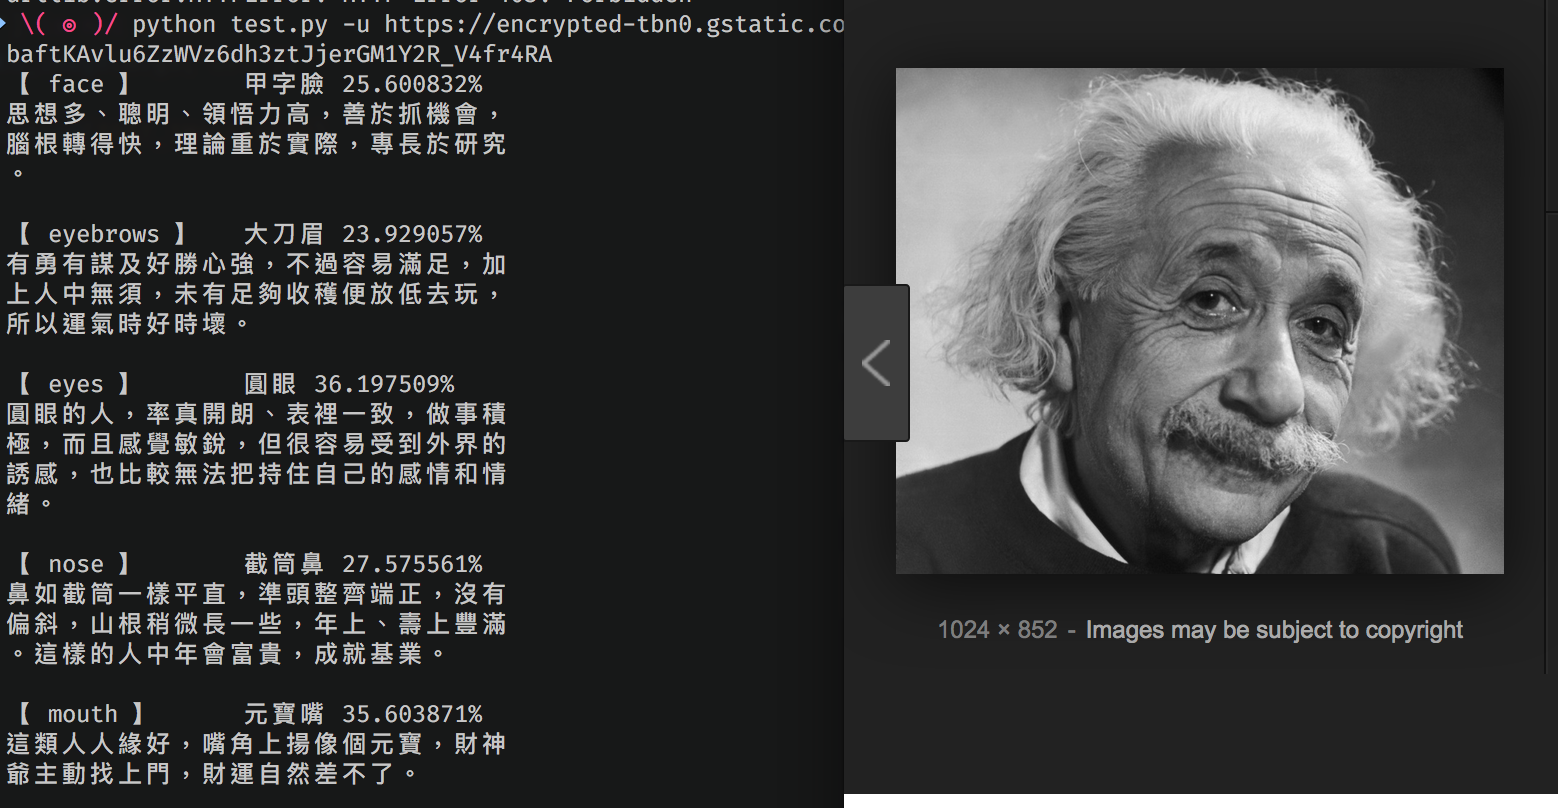 \( ◎ )/ python test.py -u https://encrypted-tbn0.gstatic.co
baftKAvlu6ZzWVz6dh3ztJjerGM1Y2R_V4fr4RA
【 face 】 甲字臉 25.600832%
思想多、聰明、領悟力高，善於抓機會，
腦根轉得快，理論重於實際，專長於研究
。
【 eyebrows 】 大刀眉 23.929057%
有勇有謀及好勝心強，不過容易滿足，加
上人中無須，未有足夠收穫便放低去玩，
所以運氣時好時壞。
【 eyes 】 圓眼 36.197509%
圓眼的人，率真開朗、表裡一致，做事積
極，而且感覺敏銳，但很容易受到外界的
誘惑，也比較無法把持住自己的感情和情
緒。
【 nose 】 截筒鼻 27.575561%
鼻如截筒一樣平直，準頭整齊端正，沒有
偏斜，山根稍微長一些，年上、壽上豐滿
。這樣的人中年會富貴，成就基業。
【 mouth 】 元寶嘴 35.603871%
這類人人緣好，嘴角上揚像個元寶，財神
爺主動找上門，財運自然差不了。
1024 × 852 - Images may be subject to copyright